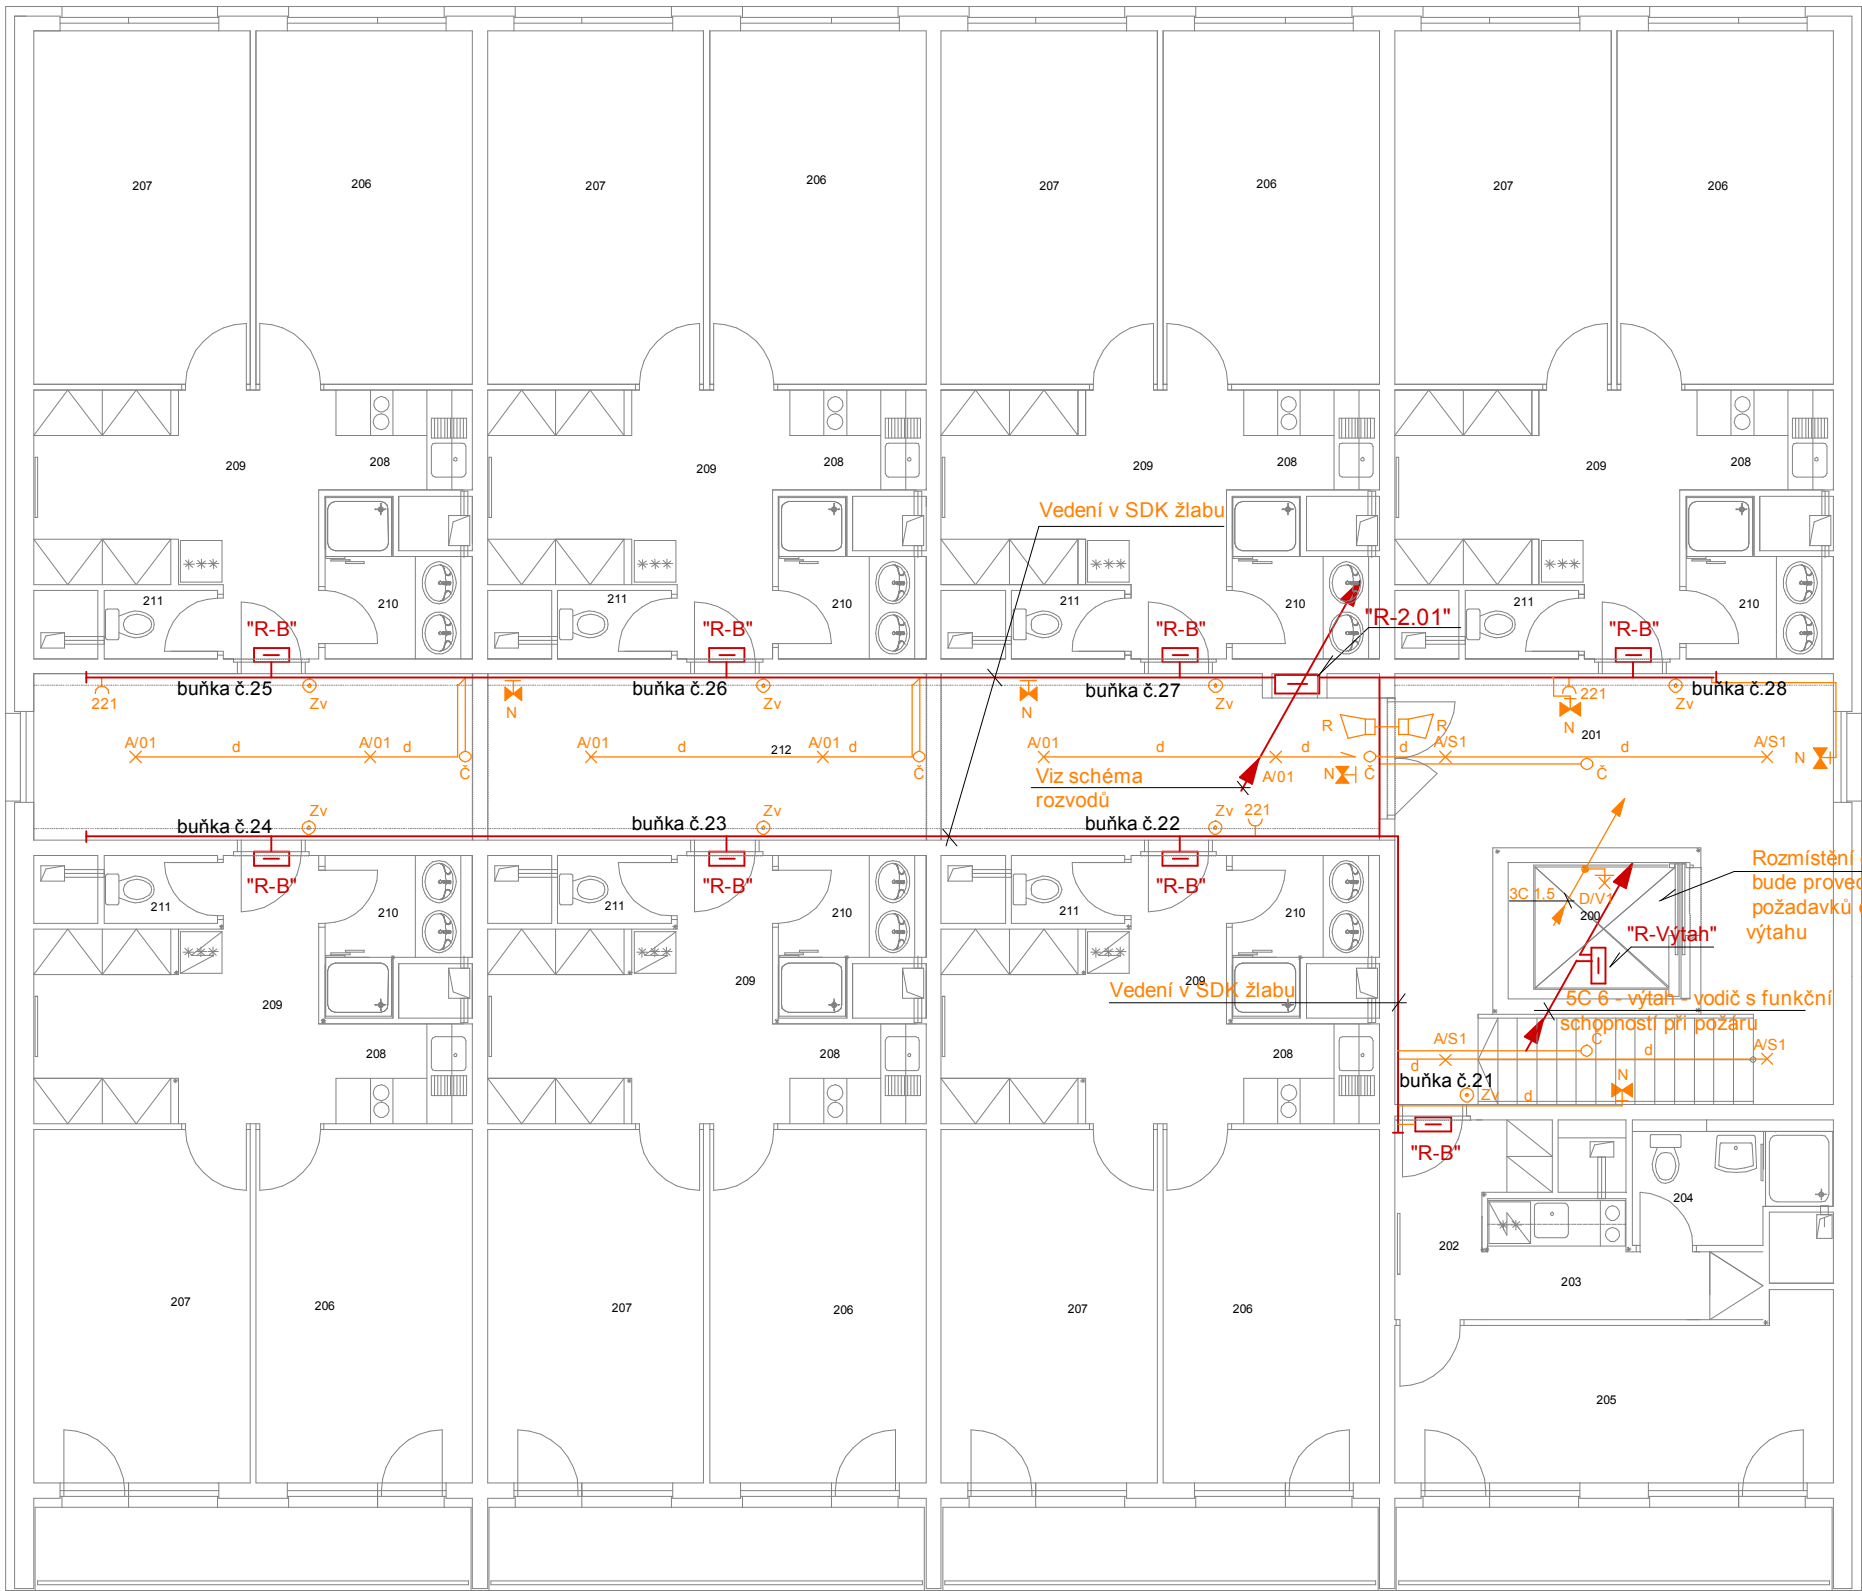 207 206 207 206 207 206 207 206
209 208 209 208 209 208 209 208
Vedení v SDK žlabu
211 210 211 210 211 210 211 210
"R-B" "R-B" "R-B" "R-2.01" "R-B"
buňka č.25 buňka č.26 buňka č.27 buňka č.28
221 Zv N Zv N Zv 221 Zv
N
R R 201
A/01 d A/01 d A/01 d 212 A/01 d A/01 d d d A/S1 d A/S1
Č Č A/01 N Č Č N
Viz schéma
rozvodů
Zv Zv Zv 221
buňka č.24 buňka č.23 buňka č.22
"R-B" "R-B" "R-B"
211 210 211 210 211 210
Rozmístění
bude
požadavků
výtahu
3C 1.5 D/V1
200
"R-Výtah"
209 209 209
Vedení v SDK žlabu
5C 6 - výtah - vodič s funkční
schopností při požáru
208 208 208
A/S1 Č A/S1
d d
buňka č.21 N
Zv d
"R-B"
204
202
203
207 206 207 206 207 206
205